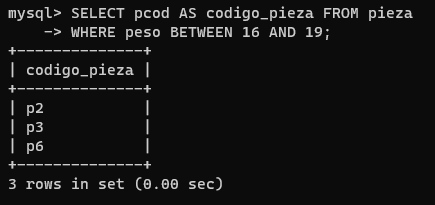 mysql> SELECT pcod AS codigo_pieza FROM pieza
    -> WHERE peso BETWEEN 16 AND 19;
+--------------+
| codigo_pieza |
+--------------+
| p2           |
| p3           |
| p6           |
+--------------+
3 rows in set (0.00 sec)